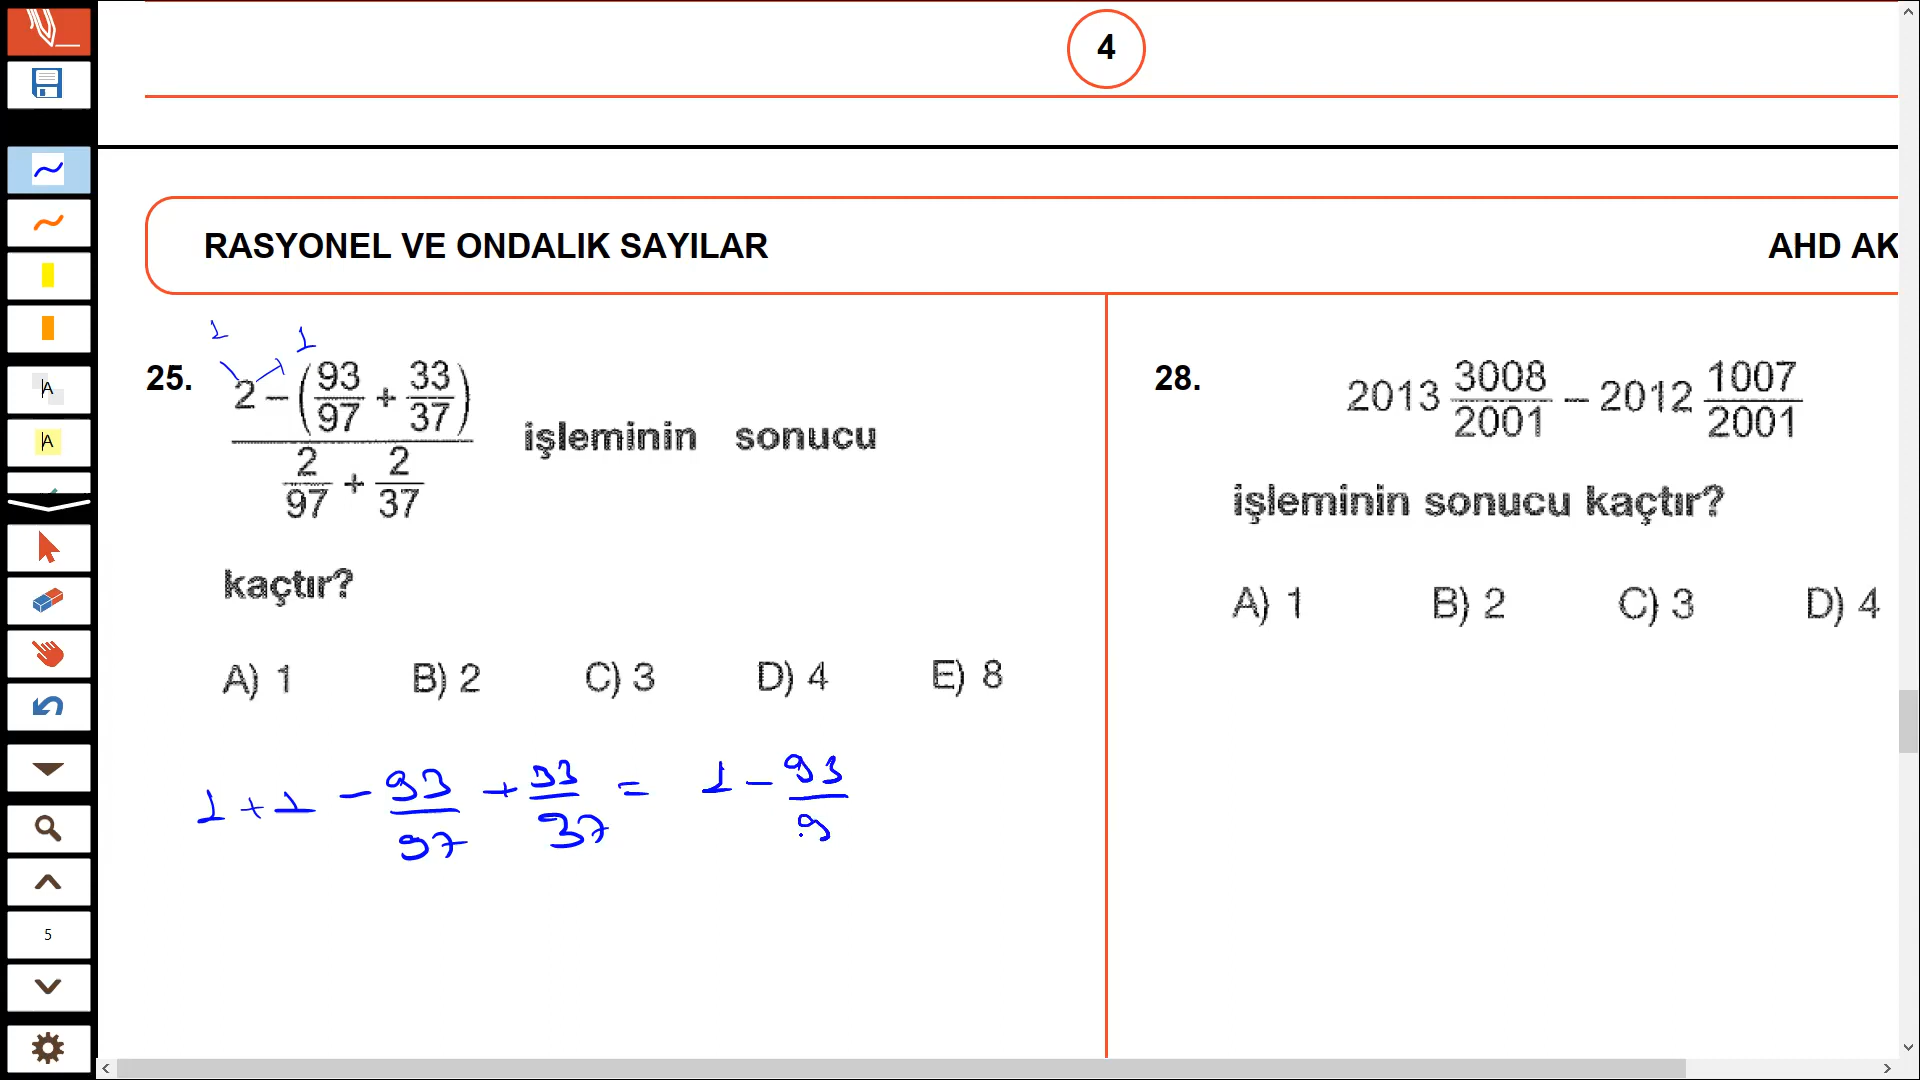 4
RASYONEL VE ONDALIK SAYILAR
AHD AK
1 1
25. 2 - (93/97 + 33/37) / 2/97 + 2/37 işleminin sonucu
kaçtır?
A) 1 B) 2 C) 3 D) 4 E) 8
1 + 1 - 93/97 + 33/37 = 1 - 93/9
28. 2013 3008/2001 - 2012 1007/2001
işleminin sonucu kaçtır?
A) 1 B) 2 C) 3 D) 4
A
A
5